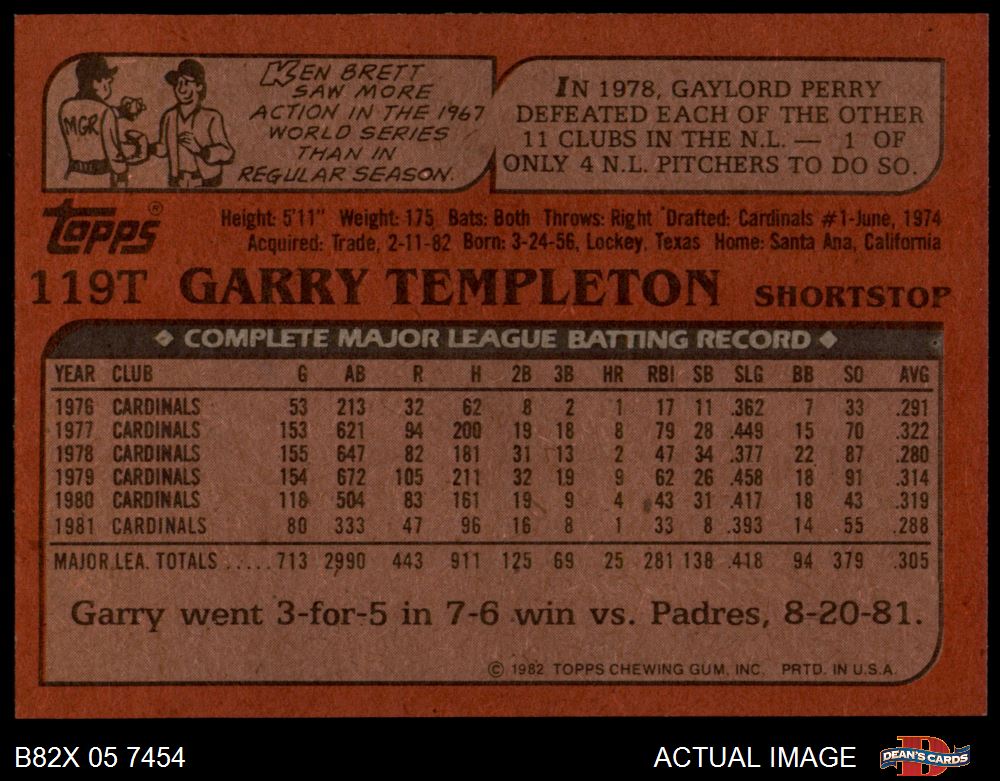 MGR
KEN BRETT
SAW MORE
ACTION IN THE 1967
WORLD SERIES
THAN IN
REGULAR SEASON.
IN 1978, GAYLORD PERRY
DEFEATED EACH OF THE OTHER
11 CLUBS IN THE N.L. — 1 OF
ONLY 4 N.L. PITCHERS TO DO SO.
topps®
Height: 5'11" Weight: 175 Bats: Both Throws: Right Drafted: Cardinals #1-June, 1974
Acquired: Trade, 2-11-82 Born: 3-24-56, Lockey, Texas Home: Santa Ana, California
119T GARRY TEMPLETON SHORTSTOP
◆ COMPLETE MAJOR LEAGUE BATTING RECORD ◆
YEAR CLUB G AB R H 2B 3B HR RBI SB SLG BB SO AVG
1976 CARDINALS 53 213 32 62 8 2 1 17 11 .362 7 33 .291
1977 CARDINALS 153 621 94 200 19 18 8 79 28 .449 15 70 .322
1978 CARDINALS 155 647 82 181 31 13 2 47 34 .377 22 87 .280
1979 CARDINALS 154 672 105 211 32 19 9 62 26 .458 18 91 .314
1980 CARDINALS 118 504 83 161 19 9 4 43 31 .417 18 43 .319
1981 CARDINALS 80 333 47 96 16 8 1 33 8 .393 14 55 .288
MAJOR LEA. TOTALS ..... 713 2990 443 911 125 69 25 281 138 .418 94 379 .305
Garry went 3-for-5 in 7-6 win vs. Padres, 8-20-81.
© 1982 TOPPS CHEWING GUM, INC. PRTD. IN U.S.A.
B82X 05 7454 ACTUAL IMAGE DEAN'S CARDS